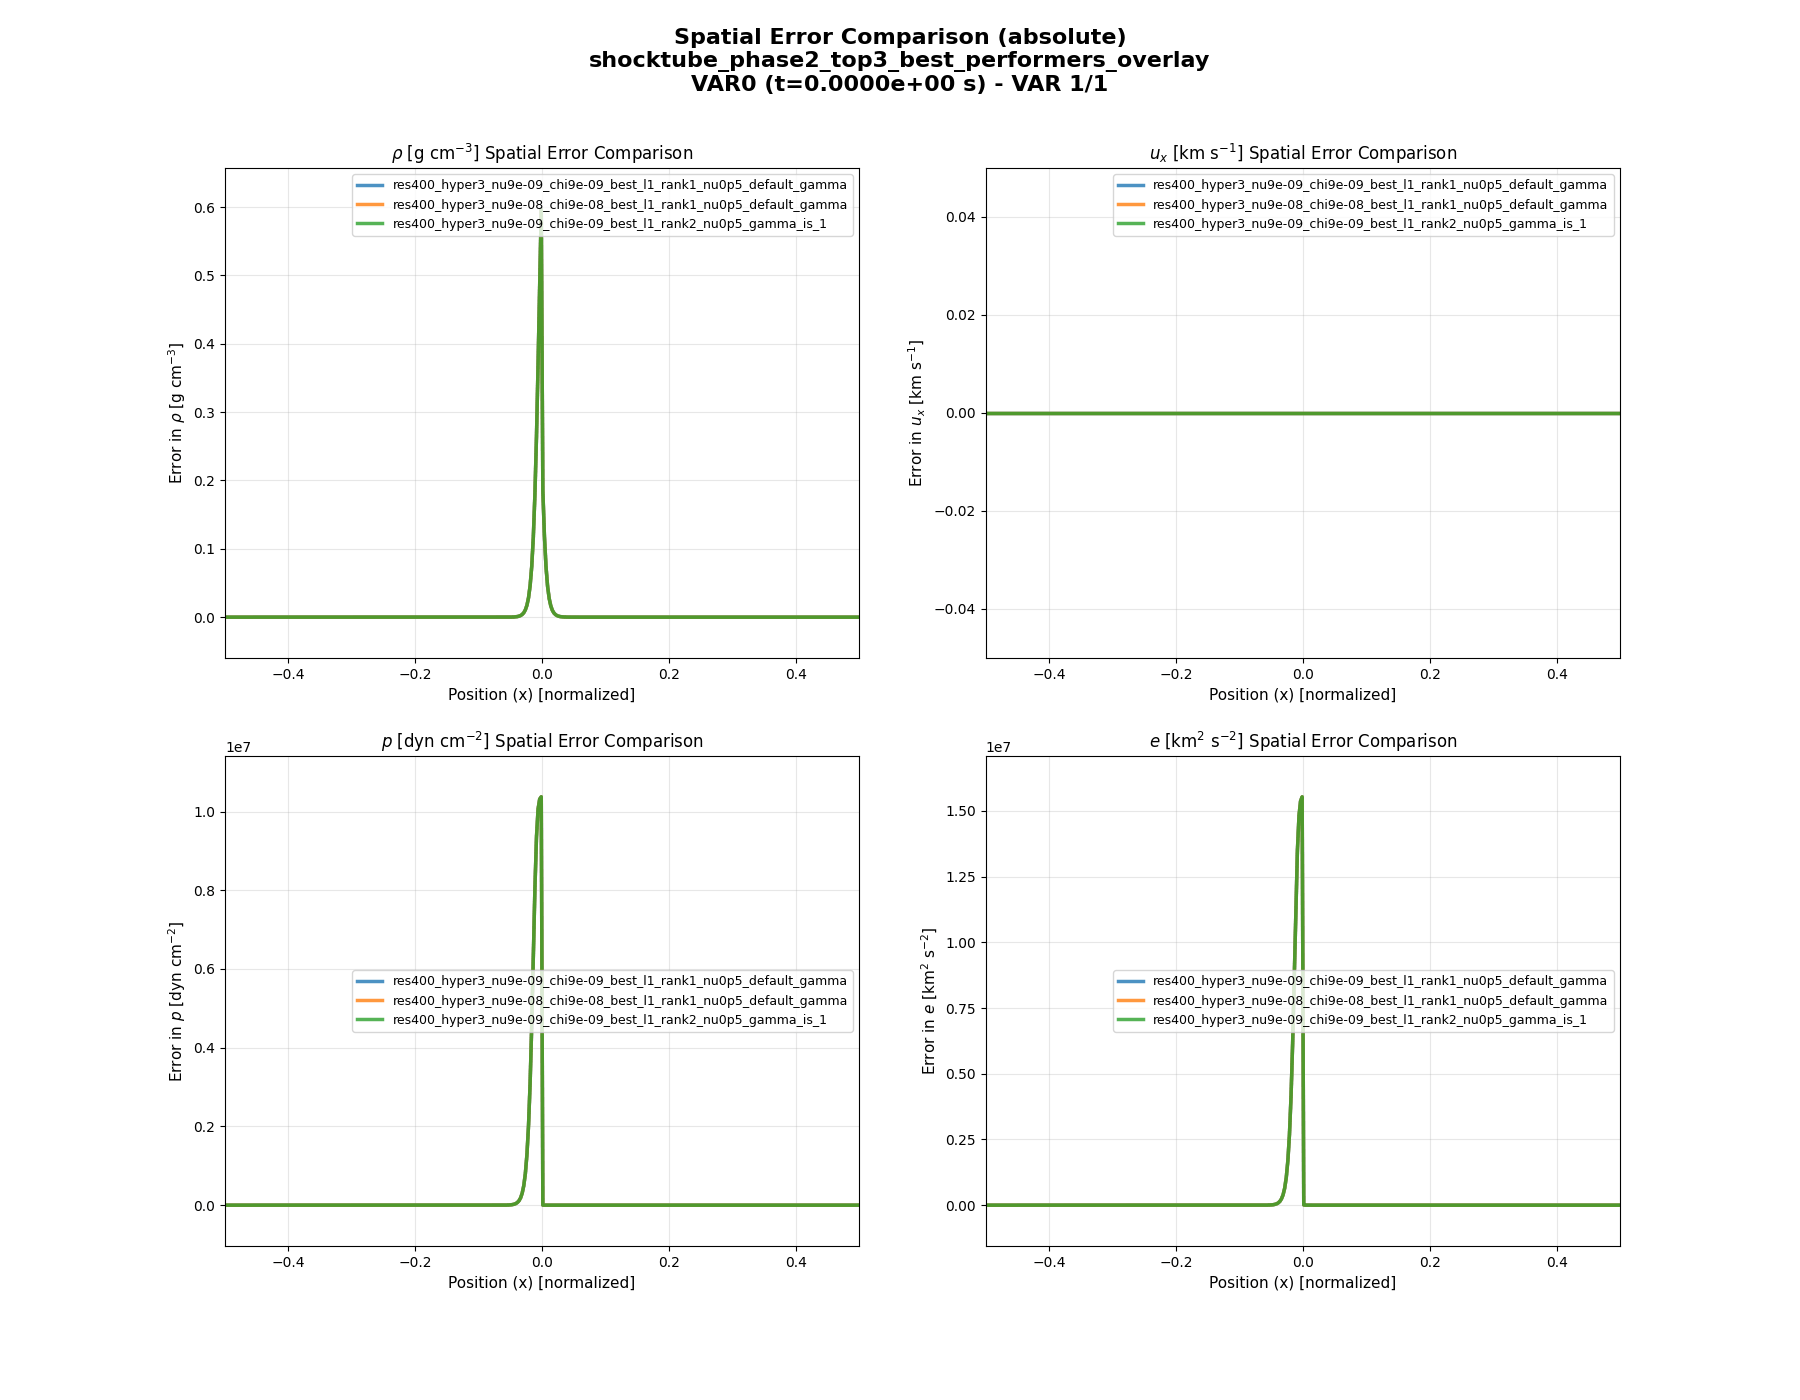 Spatial Error Comparison (absolute)
shocktube_phase2_top3_best_performers_overlay
VAR0 (t=0.0000e+00 s) - VAR 1/1
ρ [g cm⁻³] Spatial Error Comparison
res400_hyper3_nu9e-09_chi9e-09_best_l1_rank1_nu0p5_default_gamma
res400_hyper3_nu9e-08_chi9e-08_best_l1_rank1_nu0p5_default_gamma
res400_hyper3_nu9e-09_chi9e-09_best_l1_rank2_nu0p5_gamma_is_1
Error in ρ [g cm⁻³]
0.6
0.5
0.4
0.3
0.2
0.1
0.0
−0.4 −0.2 0.0 0.2 0.4
Position (x) [normalized]
uₓ [km s⁻¹] Spatial Error Comparison
res400_hyper3_nu9e-09_chi9e-09_best_l1_rank1_nu0p5_default_gamma
res400_hyper3_nu9e-08_chi9e-08_best_l1_rank1_nu0p5_default_gamma
res400_hyper3_nu9e-09_chi9e-09_best_l1_rank2_nu0p5_gamma_is_1
Error in uₓ [km s⁻¹]
0.04
0.02
0.00
−0.02
−0.04
−0.4 −0.2 0.0 0.2 0.4
Position (x) [normalized]
p [dyn cm⁻²] Spatial Error Comparison
1e7
res400_hyper3_nu9e-09_chi9e-09_best_l1_rank1_nu0p5_default_gamma
res400_hyper3_nu9e-08_chi9e-08_best_l1_rank1_nu0p5_default_gamma
res400_hyper3_nu9e-09_chi9e-09_best_l1_rank2_nu0p5_gamma_is_1
Error in p [dyn cm⁻²]
1.0
0.8
0.6
0.4
0.2
0.0
−0.4 −0.2 0.0 0.2 0.4
Position (x) [normalized]
e [km² s⁻²] Spatial Error Comparison
1e7
res400_hyper3_nu9e-09_chi9e-09_best_l1_rank1_nu0p5_default_gamma
res400_hyper3_nu9e-08_chi9e-08_best_l1_rank1_nu0p5_default_gamma
res400_hyper3_nu9e-09_chi9e-09_best_l1_rank2_nu0p5_gamma_is_1
Error in e [km² s⁻²]
1.50
1.25
1.00
0.75
0.50
0.25
0.00
−0.4 −0.2 0.0 0.2 0.4
Position (x) [normalized]